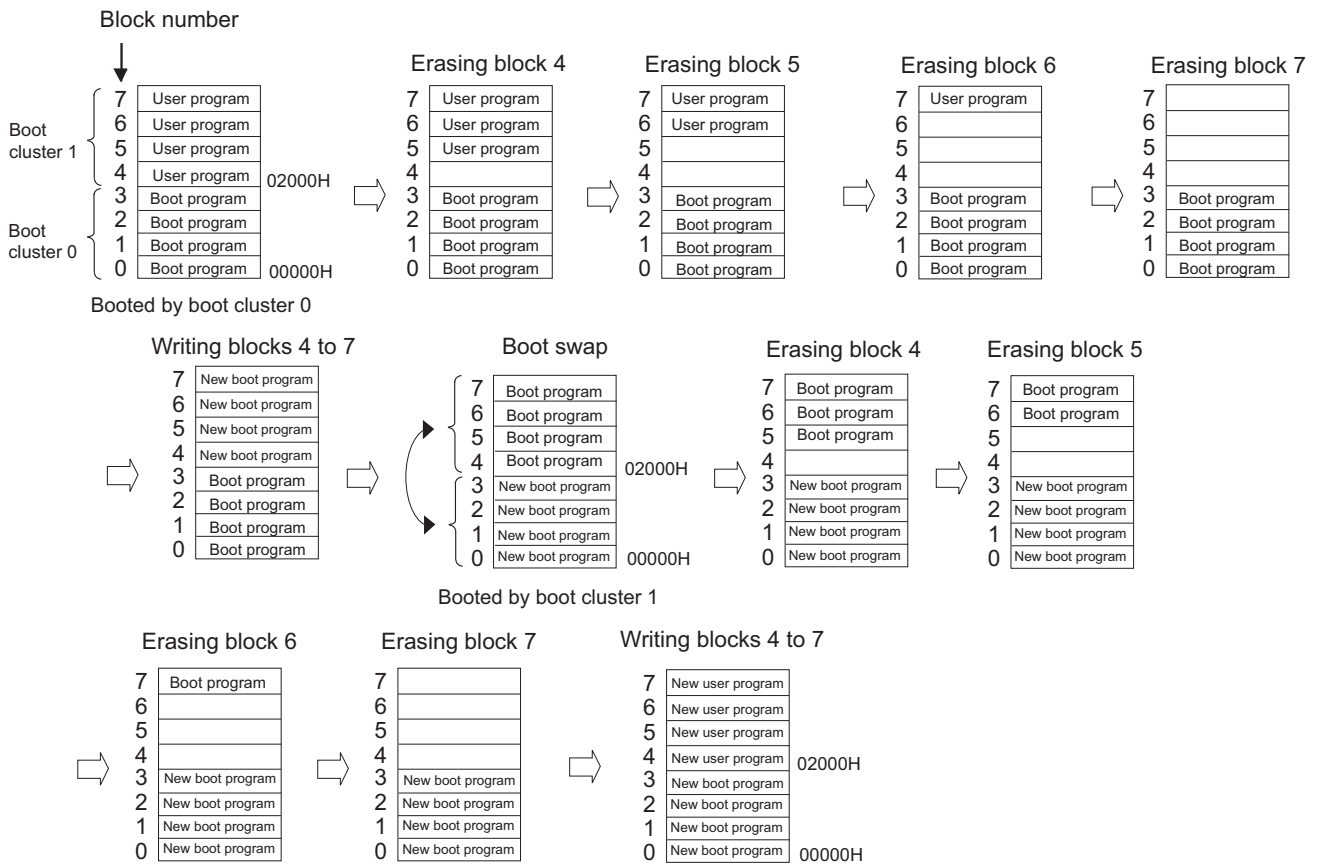 Block number
Erasing block 4
Erasing block 5
Erasing block 6
Erasing block 7
Boot
cluster 1
Boot
cluster 0
7 User program
6 User program
5 User program
4 User program
02000H
3 Boot program
2 Boot program
1 Boot program
0 Boot program
00000H
Booted by boot cluster 0
7 User program
6 User program
5 User program
4
3 Boot program
2 Boot program
1 Boot program
0 Boot program
7 User program
6 User program
5
4
3 Boot program
2 Boot program
1 Boot program
0 Boot program
7 User program
6
5
4
3 Boot program
2 Boot program
1 Boot program
0 Boot program
7
6
5
4
3 Boot program
2 Boot program
1 Boot program
0 Boot program
Writing blocks 4 to 7
7 New boot program
6 New boot program
5 New boot program
4 New boot program
3 Boot program
2 Boot program
1 Boot program
0 Boot program
Boot swap
7 Boot program
6 Boot program
5 Boot program
4 Boot program
02000H
3 New boot program
2 New boot program
1 New boot program
0 New boot program
00000H
Booted by boot cluster 1
Erasing block 4
7 Boot program
6 Boot program
5 Boot program
4
3 New boot program
2 New boot program
1 New boot program
0 New boot program
Erasing block 5
7 Boot program
6 Boot program
5
4
3 New boot program
2 New boot program
1 New boot program
0 New boot program
Erasing block 6
7 Boot program
6
5
4
3 New boot program
2 New boot program
1 New boot program
0 New boot program
Erasing block 7
7
6
5
4
3 New boot program
2 New boot program
1 New boot program
0 New boot program
Writing blocks 4 to 7
7 New user program
6 New user program
5 New user program
4 New user program
02000H
3 New boot program
2 New boot program
1 New boot program
0 New boot program
00000H